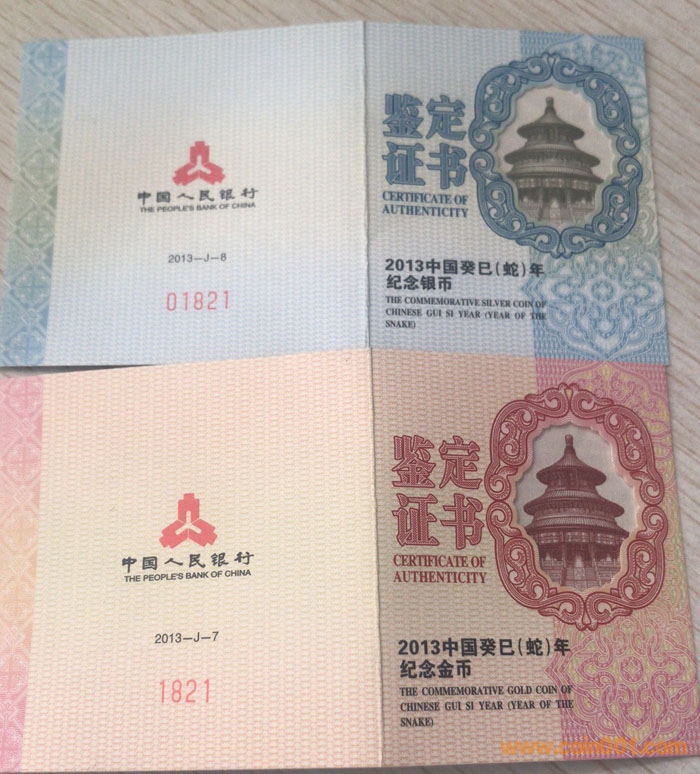 中国人民银行
THE PEOPLE'S BANK OF CHINA
2013-J-8
01821
鉴定
证书
CERTIFICATE OF
AUTHENTICITY
2013中国癸巳(蛇)年
纪念银币
THE COMMEMORATIVE SILVER COIN OF
CHINESE GUI SI YEAR (YEAR OF THE
SNAKE)
中国人民银行
THE PEOPLE'S BANK OF CHINA
2013-J-7
1821
鉴定
证书
CERTIFICATE OF
AUTHENTICITY
2013中国癸巳(蛇)年
纪念金币
THE COMMEMORATIVE GOLD COIN OF
CHINESE GUI SI YEAR (YEAR OF THE
SNAKE)
www.coin001.com